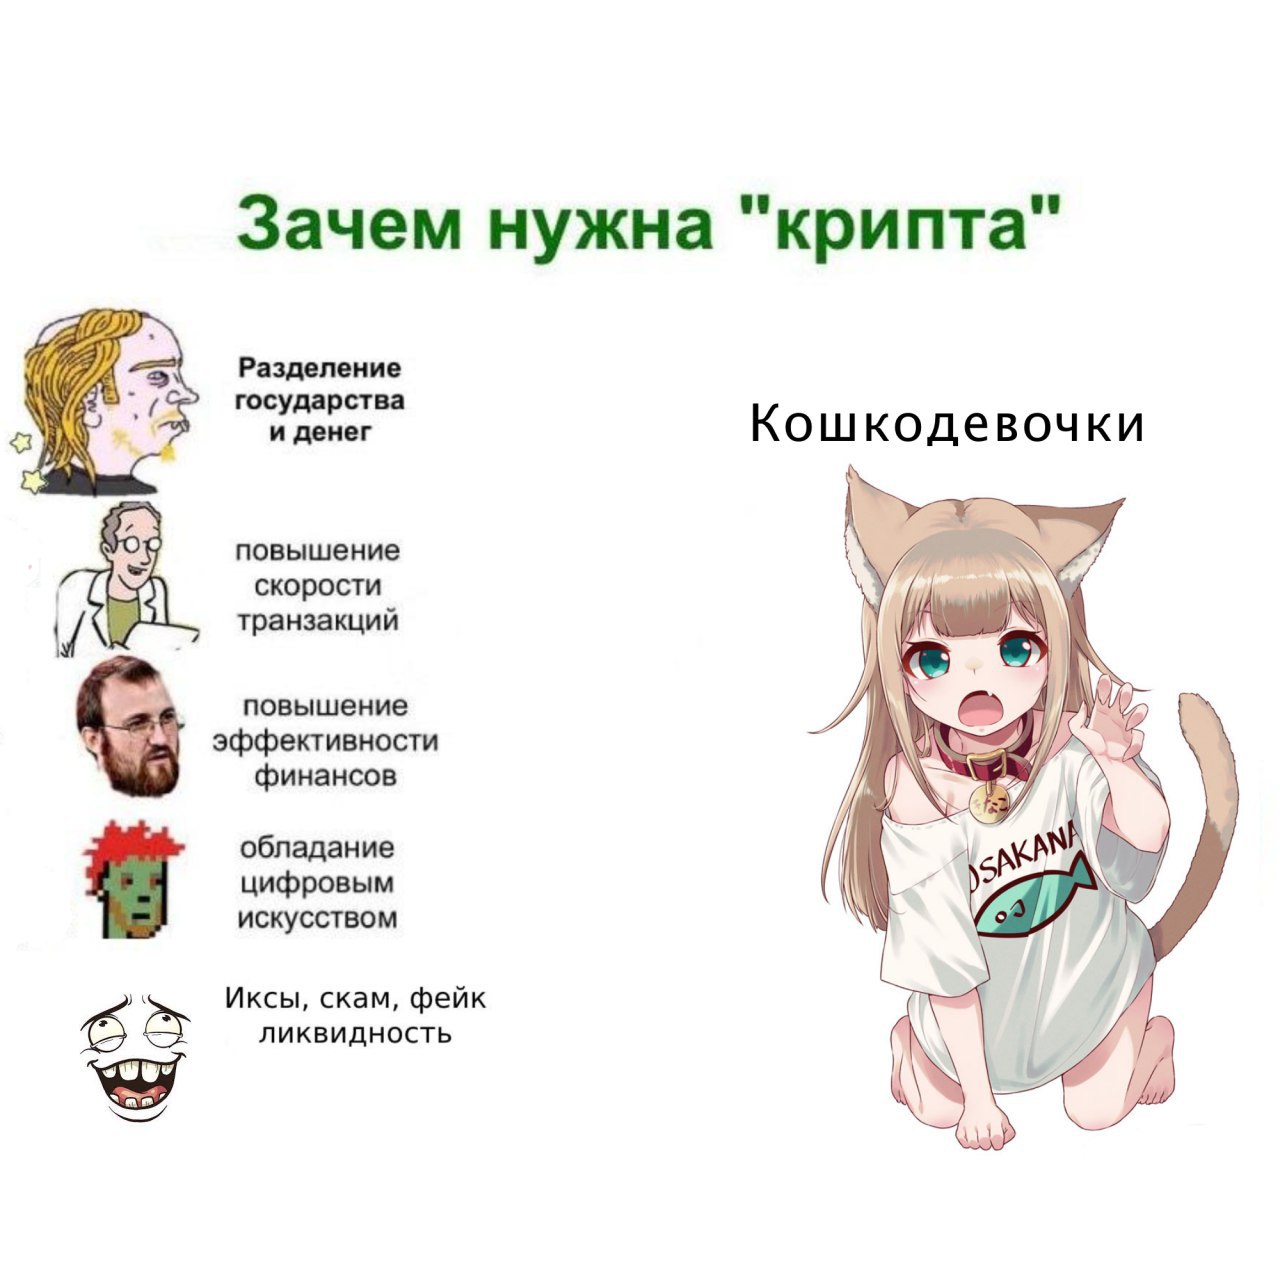 Зачем нужна "крипта"
Разделение
государства
и денег
повышение
скорости
транзакций
повышение
эффективности
финансов
обладание
цифровым
искусством
Иксы, скам, фейк
ликвидность
Кошкодевочки
OSAKANA